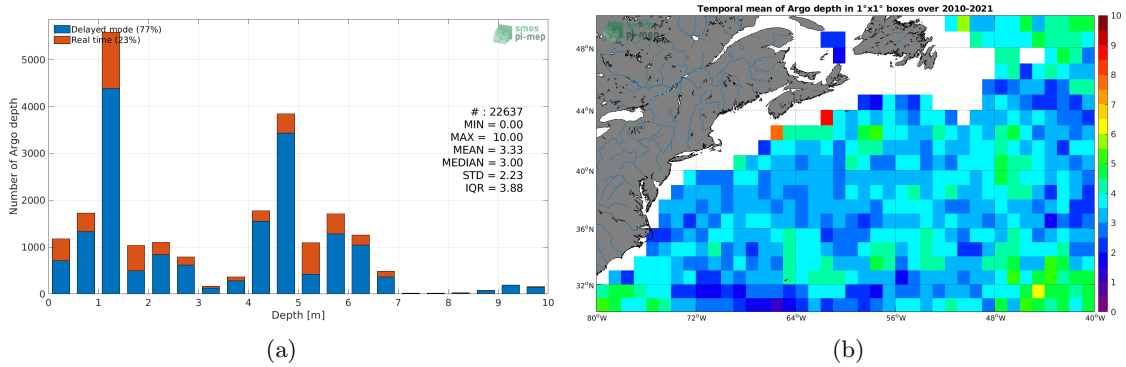 Delayed mode (77%)
Real time (23%)
smos
pi-mep
Number of Argo depth
5000
4000
3000
2000
1000
0
# : 22637
MIN = 0.00
MAX = 10.00
MEAN = 3.33
MEDIAN = 3.00
STD = 2.23
IQR = 3.88
0 1 2 3 4 5 6 7 8 9 10
Depth [m]
(a)
Temporal mean of Argo depth in 1°x1° boxes over 2010-2021
smos
pi-mep
48°N
44°N
40°N
36°N
32°N
80°W 72°W 64°W 56°W 48°W 40°W
10
9
8
7
6
5
4
3
2
1
0
(b)